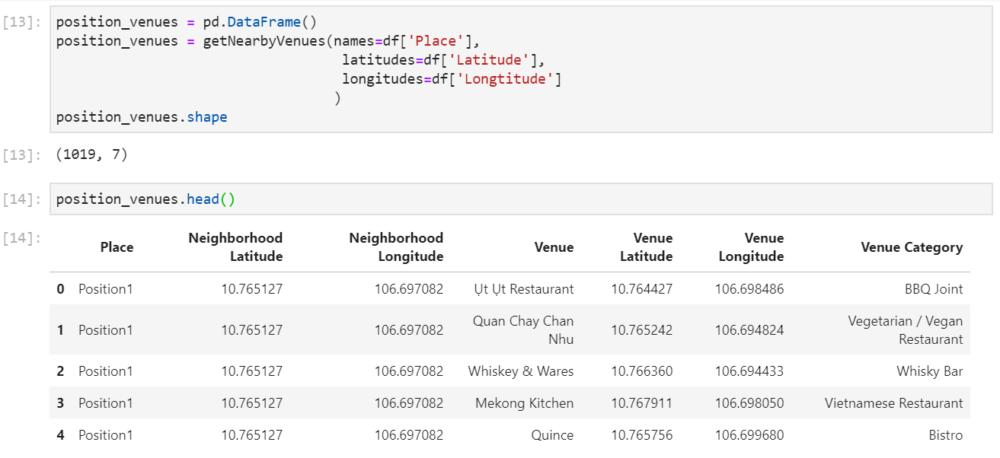 [13]: position_venues = pd.DataFrame()
position_venues = getNearbyVenues(names=df['Place'],
latitudes=df['Latitude'],
longitudes=df['Longtitude']
)
position_venues.shape
[13]: (1019, 7)
[14]: position_venues.head()
[14]:
Place Neighborhood Latitude Neighborhood Longitude Venue Venue Latitude Venue Longitude Venue Category
0 Position1 10.765127 106.697082 Ụt Ụt Restaurant 10.764427 106.698486 BBQ Joint
1 Position1 10.765127 106.697082 Quan Chay Chan Nhu 10.765242 106.694824 Vegetarian / Vegan Restaurant
2 Position1 10.765127 106.697082 Whiskey & Wares 10.766360 106.694433 Whisky Bar
3 Position1 10.765127 106.697082 Mekong Kitchen 10.767911 106.698050 Vietnamese Restaurant
4 Position1 10.765127 106.697082 Quince 10.765756 106.699680 Bistro